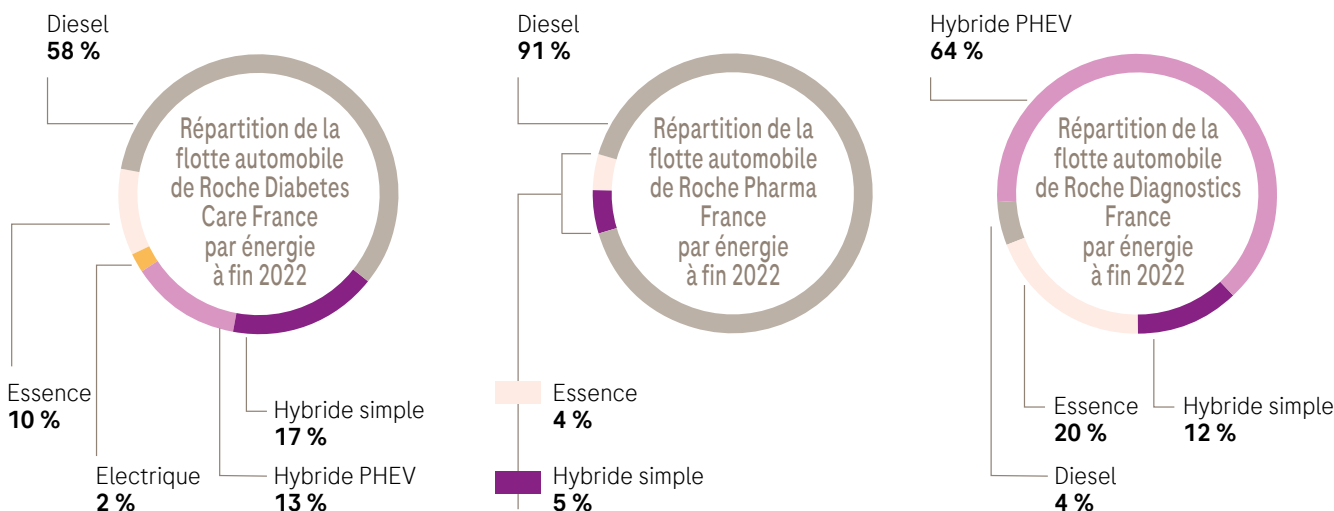 Diesel
58 %
Répartition de la
flotte automobile
de Roche Diabetes
Care France
par énergie
à fin 2022
Essence
10 %
Electrique
2 %
Hybride simple
17 %
Hybride PHEV
13 %
Diesel
91 %
Répartition de la
flotte automobile
de Roche Pharma
France
par énergie
à fin 2022
Essence
4 %
Hybride simple
5 %
Hybride PHEV
64 %
Répartition de la
flotte automobile
de Roche Diagnostics
France
par énergie
à fin 2022
Essence
20 %
Hybride simple
12 %
Diesel
4 %